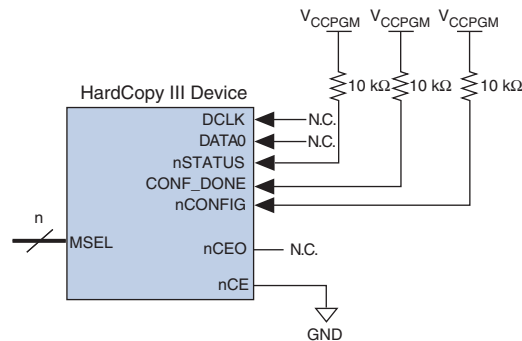 VCCPGM VCCPGM VCCPGM
10 kΩ 10 kΩ 10 kΩ
HardCopy III Device
DCLK N.C.
DATA0 N.C.
nSTATUS
CONF_DONE
nCONFIG
n
MSEL
nCEO N.C.
nCE
GND